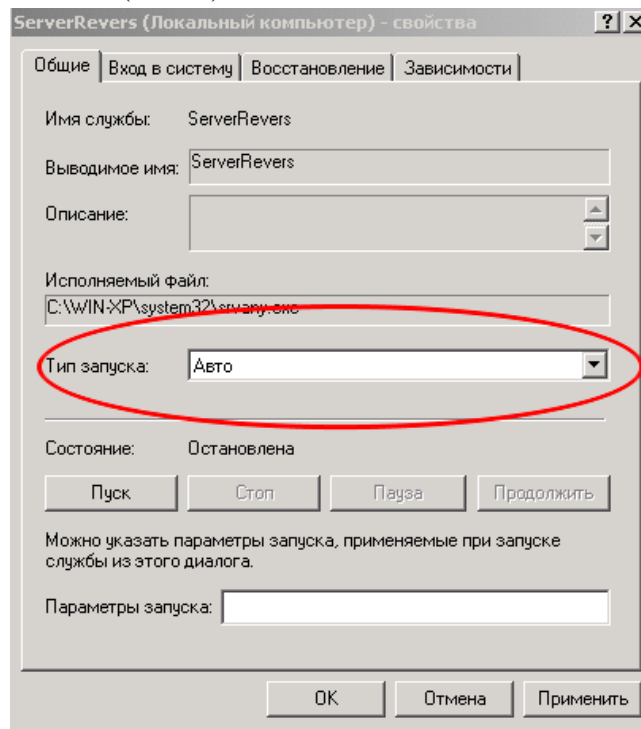 ServerRevers (Локальный компьютер) - свойства
Общие Вход в систему Восстановление Зависимости
Имя службы: ServerRevers
Выводимое имя: ServerRevers
Описание:
Исполняемый файл:
C:\WIN-XP\system32\srvany.exe
Тип запуска: Авто
Состояние: Остановлена
Пуск Стоп Пауза Продолжить
Можно указать параметры запуска, применяемые при запуске
службы из этого диалога.
Параметры запуска:
OK Отмена Применить